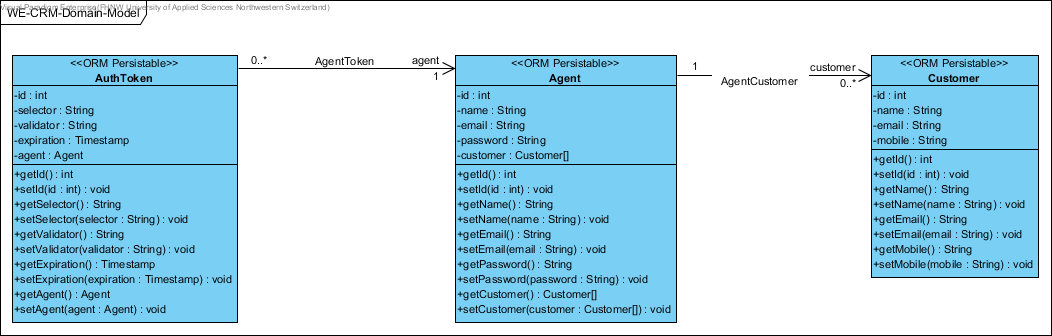 Visual Paradigm Enterprise(FHNW University of Applied Sciences Northwestern Switzerland)
WE-CRM-Domain-Model
<<ORM Persistable>>
AuthToken
-id : int
-selector : String
-validator : String
-expiration : Timestamp
-agent : Agent
+getId() : int
+setId(id : int) : void
+getSelector() : String
+setSelector(selector : String) : void
+getValidator() : String
+setValidator(validator : String) : void
+getExpiration() : Timestamp
+setExpiration(expiration : Timestamp) : void
+getAgent() : Agent
+setAgent(agent : Agent) : void
0..*
AgentToken
agent
1
<<ORM Persistable>>
Agent
-id : int
-name : String
-email : String
-password : String
-customer : Customer[]
+getId() : int
+setId(id : int) : void
+getName() : String
+setName(name : String) : void
+getEmail() : String
+setEmail(email : String) : void
+getPassword() : String
+setPassword(password : String) : void
+getCustomer() : Customer[]
+setCustomer(customer : Customer[]) : void
1
AgentCustomer
customer
0..*
<<ORM Persistable>>
Customer
-id : int
-name : String
-email : String
-mobile : String
+getId() : int
+setId(id : int) : void
+getName() : String
+setName(name : String) : void
+getEmail() : String
+setEmail(email : String) : void
+getMobile() : String
+setMobile(mobile : String) : void